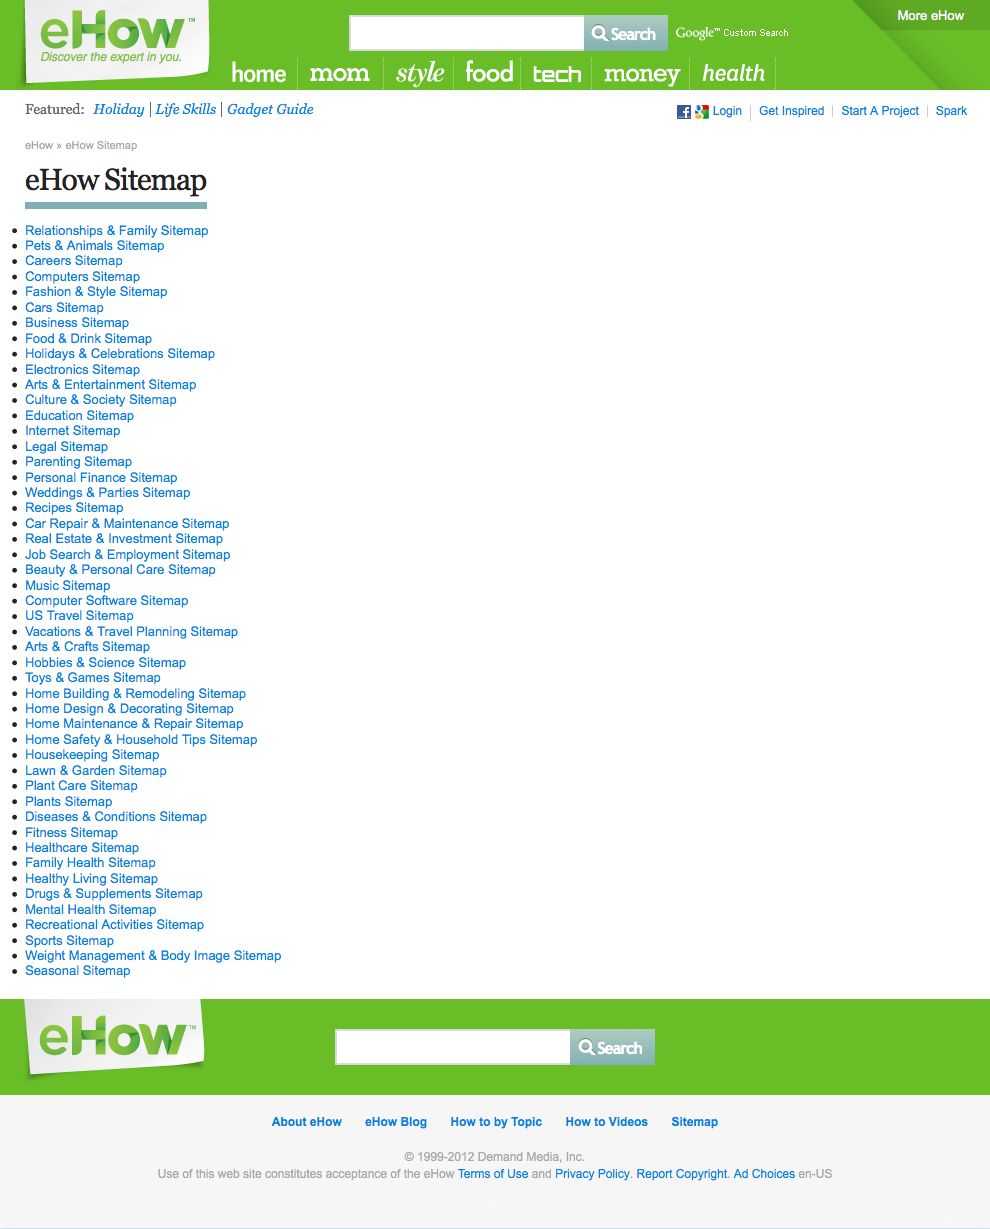 More eHow
eHow™
Discover the expert in you.
Search
Google™ Custom Search
home mom style food tech money health
Featured: Holiday | Life Skills | Gadget Guide
Login Get Inspired Start A Project Spark
eHow » eHow Sitemap
eHow Sitemap
Relationships & Family Sitemap
Pets & Animals Sitemap
Careers Sitemap
Computers Sitemap
Fashion & Style Sitemap
Cars Sitemap
Business Sitemap
Food & Drink Sitemap
Holidays & Celebrations Sitemap
Electronics Sitemap
Arts & Entertainment Sitemap
Culture & Society Sitemap
Education Sitemap
Internet Sitemap
Legal Sitemap
Parenting Sitemap
Personal Finance Sitemap
Weddings & Parties Sitemap
Recipes Sitemap
Car Repair & Maintenance Sitemap
Real Estate & Investment Sitemap
Job Search & Employment Sitemap
Beauty & Personal Care Sitemap
Music Sitemap
Computer Software Sitemap
US Travel Sitemap
Vacations & Travel Planning Sitemap
Arts & Crafts Sitemap
Hobbies & Science Sitemap
Toys & Games Sitemap
Home Building & Remodeling Sitemap
Home Design & Decorating Sitemap
Home Maintenance & Repair Sitemap
Home Safety & Household Tips Sitemap
Housekeeping Sitemap
Lawn & Garden Sitemap
Plant Care Sitemap
Plants Sitemap
Diseases & Conditions Sitemap
Fitness Sitemap
Healthcare Sitemap
Family Health Sitemap
Healthy Living Sitemap
Drugs & Supplements Sitemap
Mental Health Sitemap
Recreational Activities Sitemap
Sports Sitemap
Weight Management & Body Image Sitemap
Seasonal Sitemap
eHow™
Search
About eHow eHow Blog How to by Topic How to Videos Sitemap
© 1999-2012 Demand Media, Inc.
Use of this web site constitutes acceptance of the eHow Terms of Use and Privacy Policy. Report Copyright. Ad Choices en-US